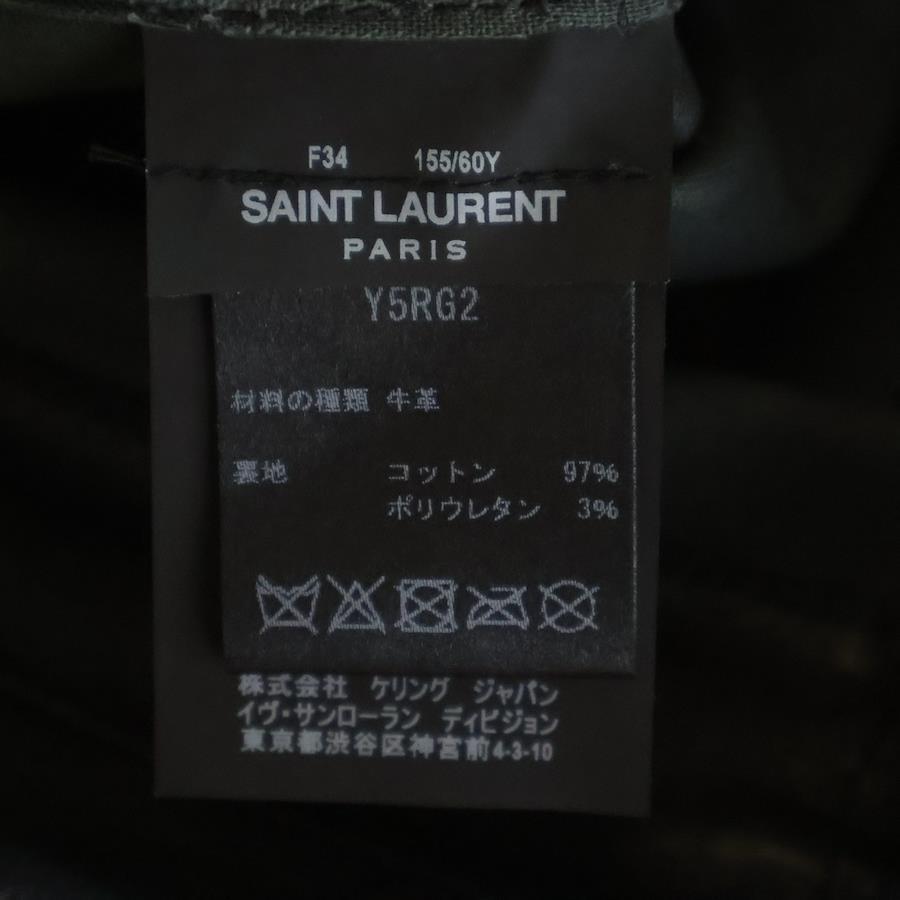 F34 155/60Y
SAINT LAURENT
PARIS
Y5RG2
材料の種類 牛革
裏地 コットン 97%
ポリウレタン 3%
株式会社 ケリング ジャパン
イヴ・サンローラン ディビジョン
東京都渋谷区神宮前4-3-10